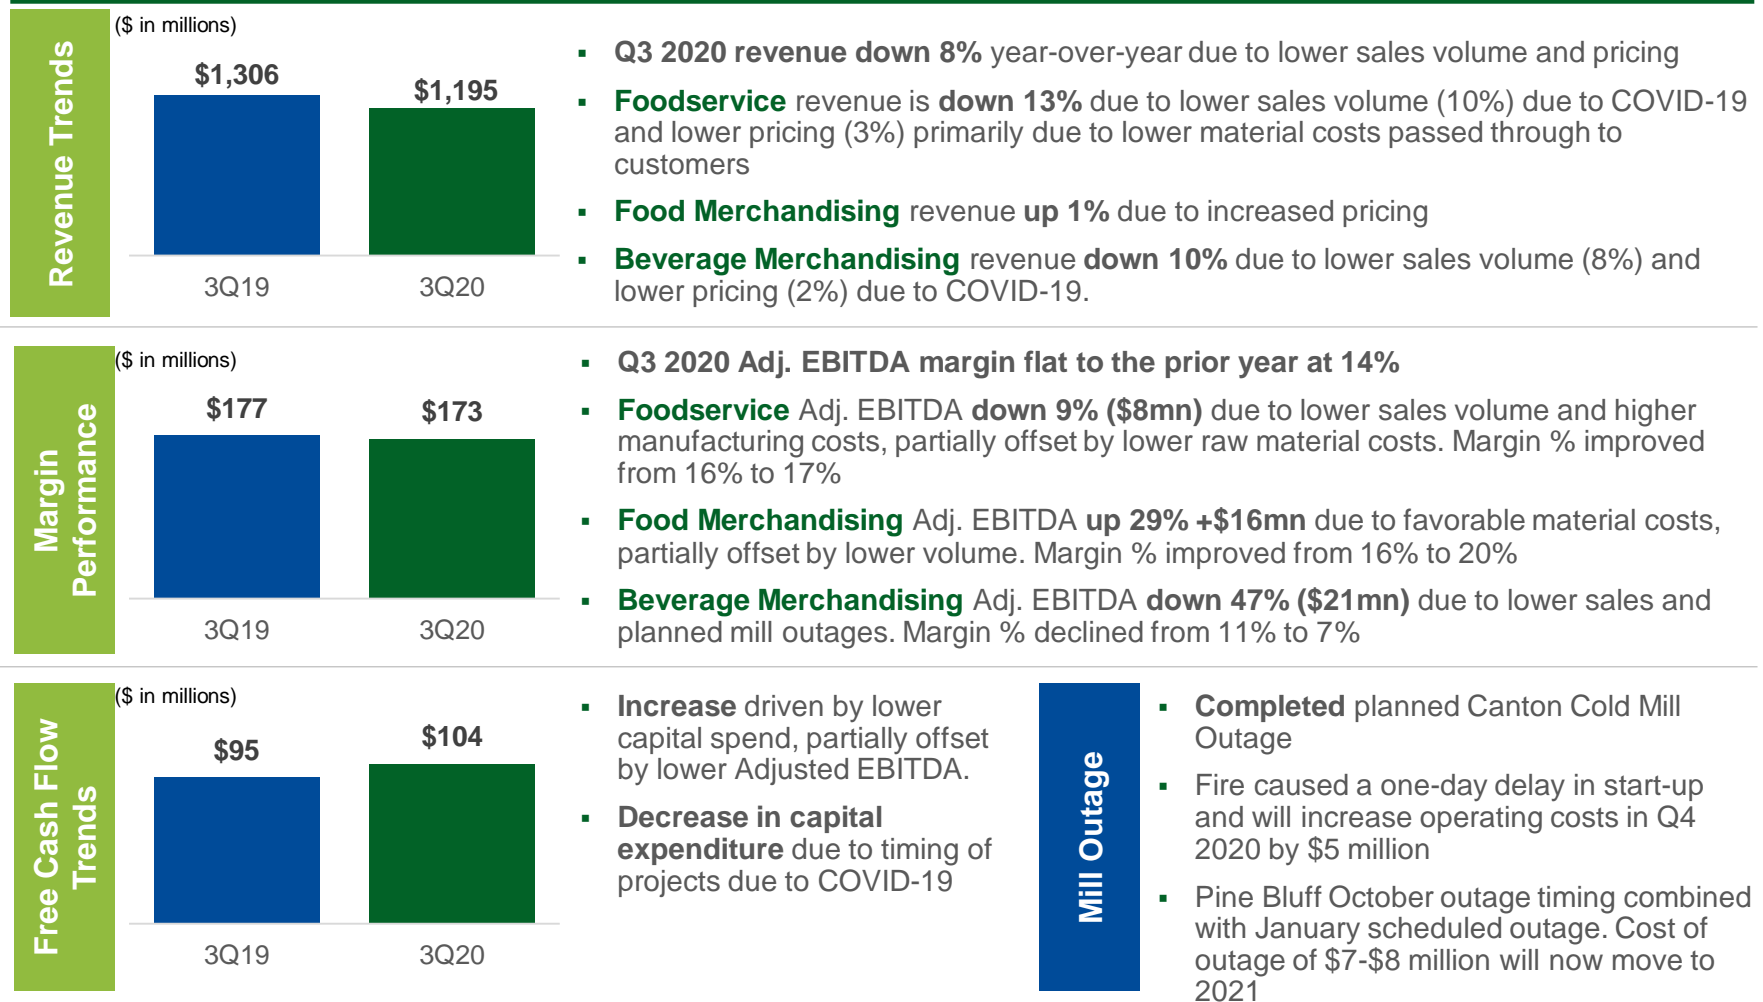 Revenue Trends
($ in millions)
$1,306
$1,195
3Q19
3Q20
▪ Q3 2020 revenue down 8% year-over-year due to lower sales volume and pricing
▪ Foodservice revenue is down 13% due to lower sales volume (10%) due to COVID-19
and lower pricing (3%) primarily due to lower material costs passed through to
customers
▪ Food Merchandising revenue up 1% due to increased pricing
▪ Beverage Merchandising revenue down 10% due to lower sales volume (8%) and
lower pricing (2%) due to COVID-19.
Margin
Performance
($ in millions)
$177
$173
3Q19
3Q20
▪ Q3 2020 Adj. EBITDA margin flat to the prior year at 14%
▪ Foodservice Adj. EBITDA down 9% ($8mn) due to lower sales volume and higher
manufacturing costs, partially offset by lower raw material costs. Margin % improved
from 16% to 17%
▪ Food Merchandising Adj. EBITDA up 29% +$16mn due to favorable material costs,
partially offset by lower volume. Margin % improved from 16% to 20%
▪ Beverage Merchandising Adj. EBITDA down 47% ($21mn) due to lower sales and
planned mill outages. Margin % declined from 11% to 7%
Free Cash Flow
Trends
($ in millions)
$95
$104
3Q19
3Q20
▪ Increase driven by lower
capital spend, partially offset
by lower Adjusted EBITDA.
▪ Decrease in capital
expenditure due to timing of
projects due to COVID-19
Mill Outage
▪ Completed planned Canton Cold Mill
Outage
▪ Fire caused a one-day delay in start-up
and will increase operating costs in Q4
2020 by $5 million
▪ Pine Bluff October outage timing combined
with January scheduled outage. Cost of
outage of $7-$8 million will now move to
2021